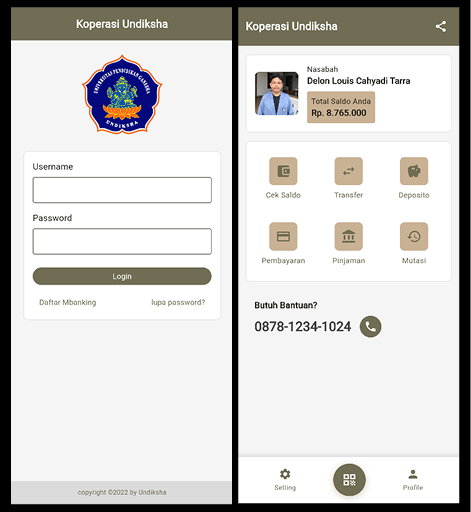 Koperasi Undiksha
UNIVERSITAS PENDIDIKAN GANESHA
UNDIKSHA
Username
Password
Login
Daftar Mbanking
lupa password?
copyright ©2022 by Undiksha
Koperasi Undiksha
Nasabah
Delon Louis Cahyadi Tarra
Total Saldo Anda
Rp. 8.765.000
Cek Saldo
Transfer
Deposito
Pembayaran
Pinjaman
Mutasi
Butuh Bantuan?
0878-1234-1024
Setting
Profile